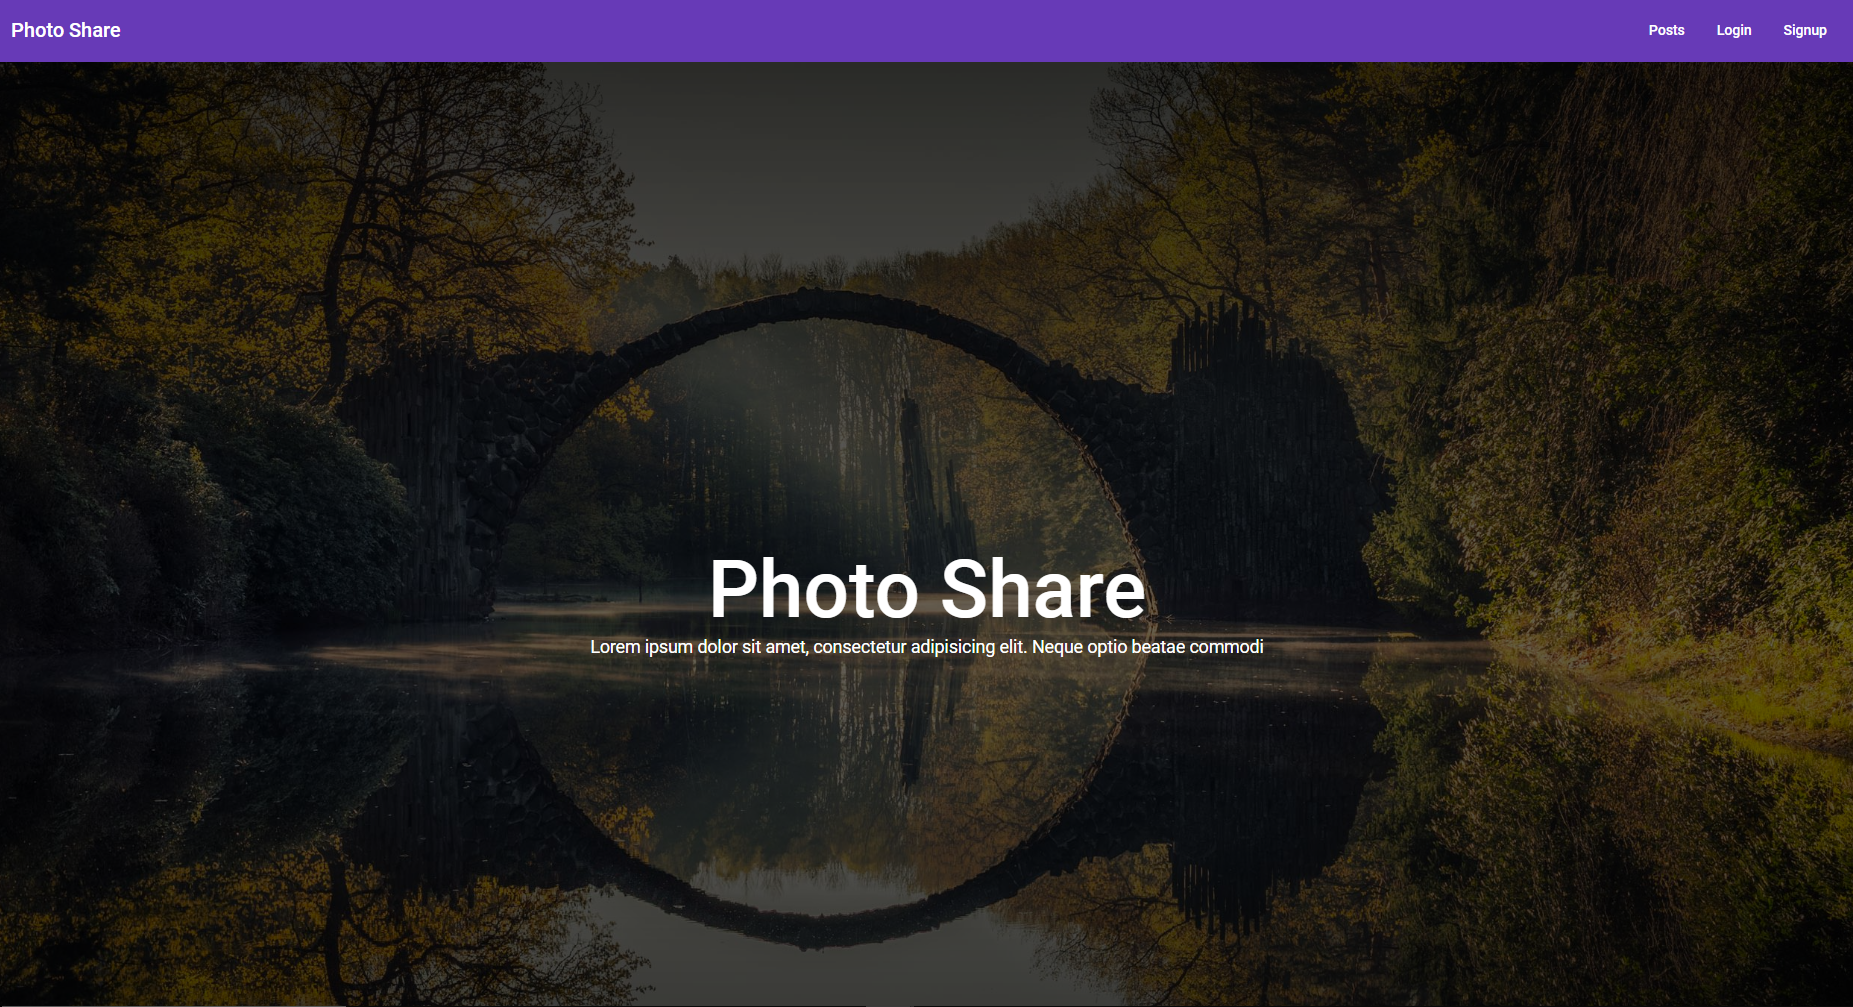 Photo Share
Posts Login Signup
Photo Share
Lorem ipsum dolor sit amet, consectetur adipisicing elit. Neque optio beatae commodi